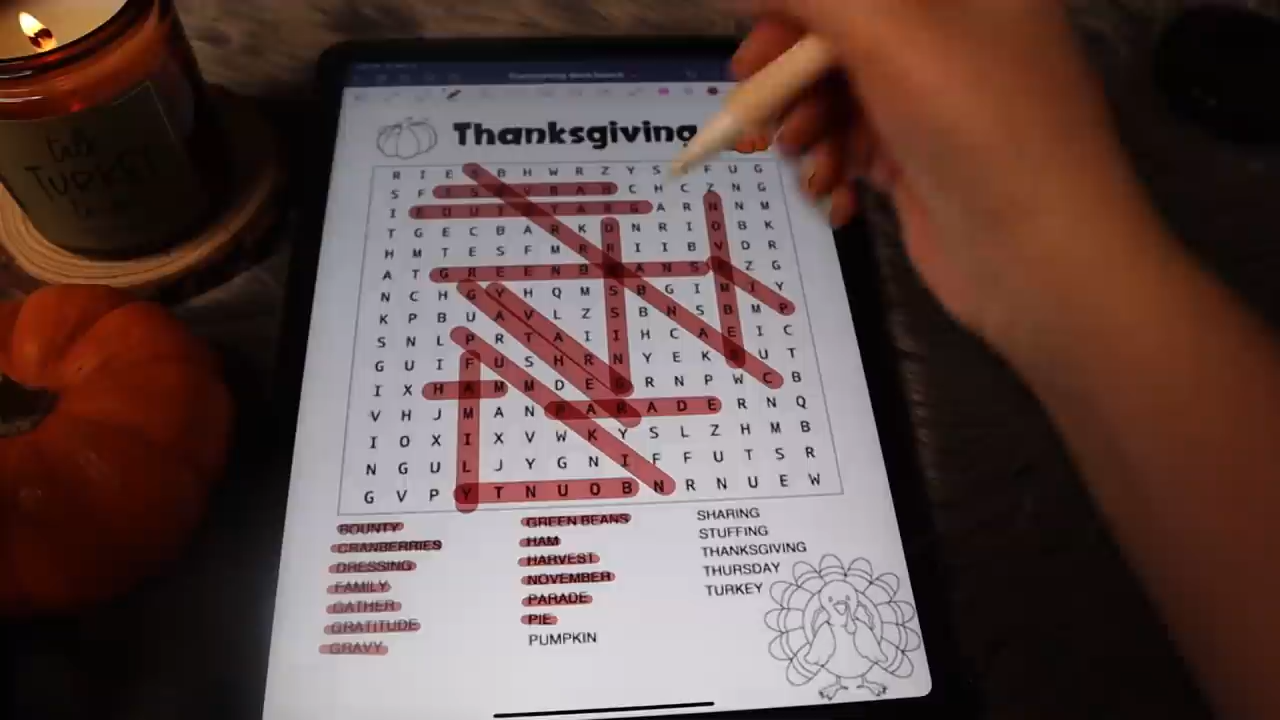 TURKEY
Thanksgiving
R I E S B H W R Z Y S F U G
S F T S E V R A H C H C Z N G
I E D U T I T A R G A R N N M
T G E C B A R K D N R I O B K
H M T E S F M R R I I B V D R
A T G R E E N B E A N S E Z G
N C H G Y H Q M S B G I M I Y
K P B U A V L Z S B N S B M P
S N L P R T A I I H C A E I C
G U I F U S H R N Y E K R U T
I X H A M M D E G R N P W C B
V H J M A N P A R A D E R N Q
I O X I X V W K Y S L Z H M B
N G U L J Y G N I F F U T S R
G V P Y T N U O B N R N U E W
BOUNTY
CRANBERRIES
DRESSING
FAMILY
GATHER
GRATITUDE
GRAVY
GREEN BEANS
HAM
HARVEST
NOVEMBER
PARADE
PIE
PUMPKIN
SHARING
STUFFING
THANKSGIVING
THURSDAY
TURKEY